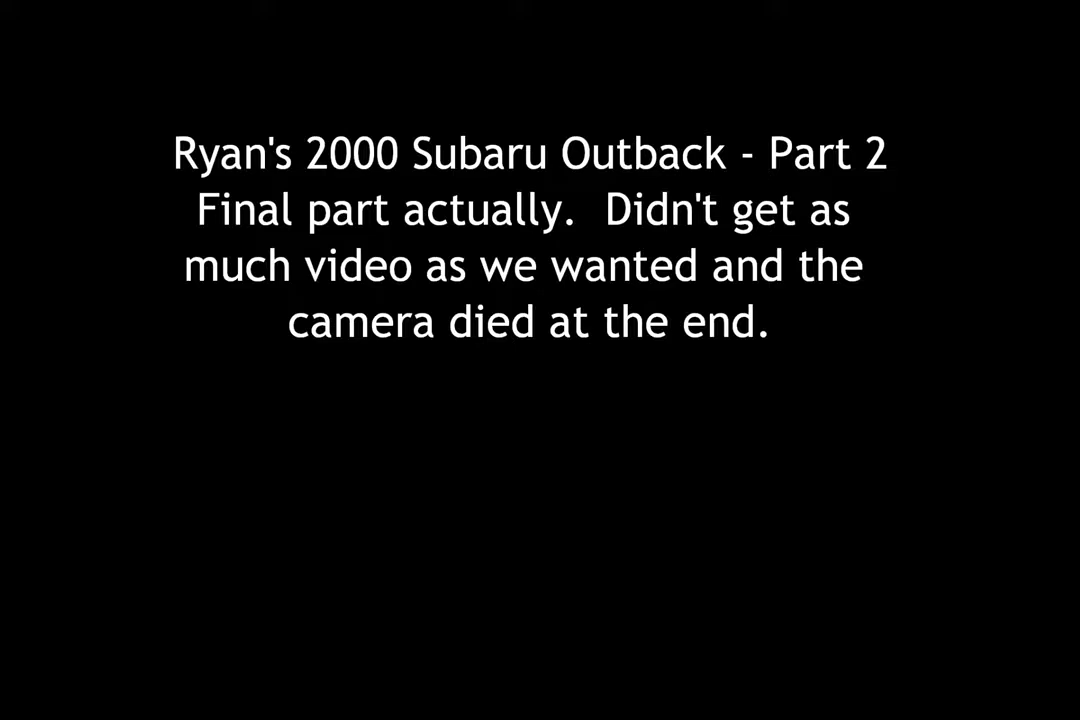 Ryan's 2000 Subaru Outback - Part 2
Final part actually.  Didn't get as
much video as we wanted and the
camera died at the end.